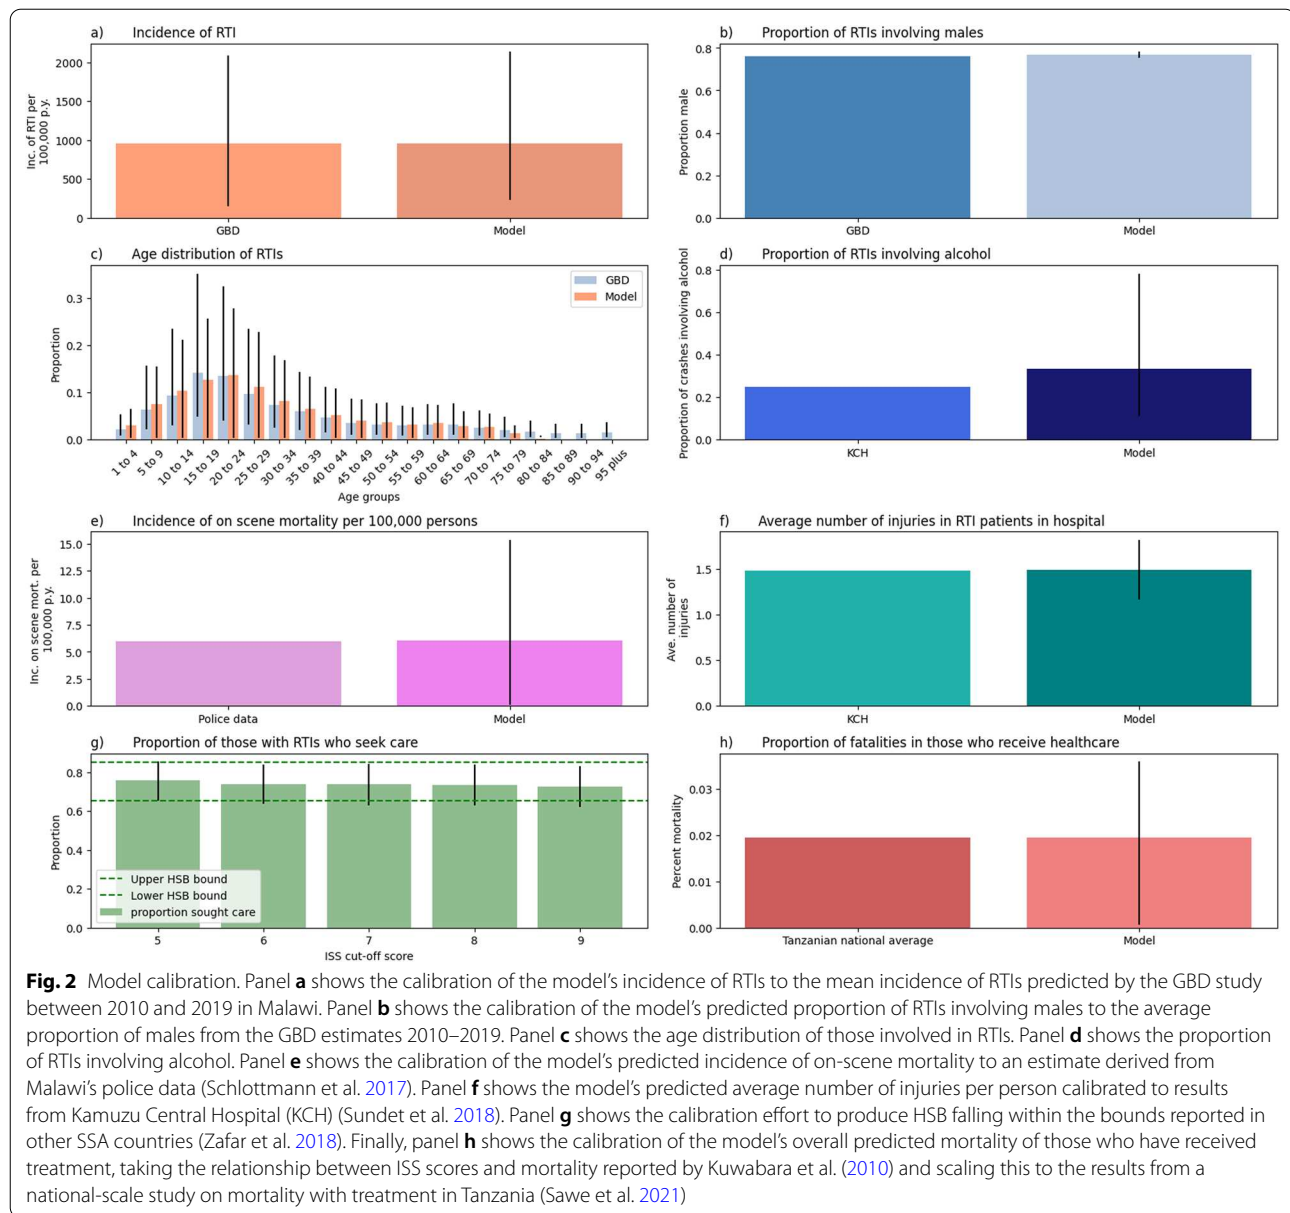 a) Incidence of RTI
2000
1500
1000
500
0
Inc. of RTI per
100,000 p.y.
GBD
Model
b) Proportion of RTIs involving males
0.8
0.6
0.4
0.2
0.0
Proportion male
GBD
Model
c) Age distribution of RTIs
GBD
Model
0.3
0.2
0.1
0.0
Proportion
1 to 4
5 to 9
10 to 14
15 to 19
20 to 24
25 to 29
30 to 34
35 to 39
40 to 44
45 to 49
50 to 54
55 to 59
60 to 64
65 to 69
70 to 74
75 to 79
80 to 84
85 to 89
90 to 94
95 plus
Age groups
d) Proportion of RTIs involving alcohol
0.8
0.6
0.4
0.2
0.0
Proportion of crashes involving alcohol
KCH
Model
e) Incidence of on scene mortality per 100,000 persons
15.0
12.5
10.0
7.5
5.0
2.5
0.0
Inc. on scene mort. per
100,000 p.y.
Police data
Model
f) Average number of injuries in RTI patients in hospital
1.5
1.0
0.5
0.0
Ave. number of
injuries
KCH
Model
g) Proportion of those with RTIs who seek care
0.8
0.6
0.4
0.2
0.0
Proportion
Upper HSB bound
Lower HSB bound
proportion sought care
5
6
7
8
9
ISS cut-off score
h) Proportion of fatalities in those who receive healthcare
0.03
0.02
0.01
0.00
Percent mortality
Tanzanian national average
Model
Fig. 2 Model calibration. Panel a shows the calibration of the model's incidence of RTIs to the mean incidence of RTIs predicted by the GBD study
between 2010 and 2019 in Malawi. Panel b shows the calibration of the model's predicted proportion of RTIs involving males to the average
proportion of males from the GBD estimates 2010–2019. Panel c shows the age distribution of those involved in RTIs. Panel d shows the proportion
of RTIs involving alcohol. Panel e shows the calibration of the model's predicted incidence of on-scene mortality to an estimate derived from
Malawi's police data (Schlottmann et al. 2017). Panel f shows the model's predicted average number of injuries per person calibrated to results
from Kamuzu Central Hospital (KCH) (Sundet et al. 2018). Panel g shows the calibration effort to produce HSB falling within the bounds reported in
other SSA countries (Zafar et al. 2018). Finally, panel h shows the calibration of the model's overall predicted mortality of those who have received
treatment, taking the relationship between ISS scores and mortality reported by Kuwabara et al. (2010) and scaling this to the results from a
national-scale study on mortality with treatment in Tanzania (Sawe et al. 2021)